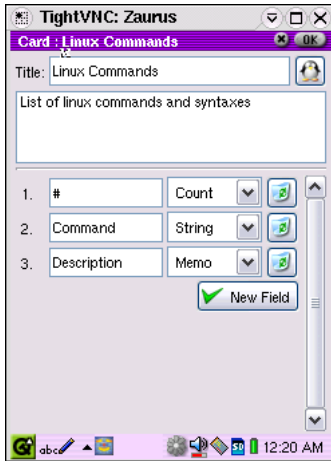 TightVNC: Zaurus
Card : Linux Commands
OK
Title: Linux Commands
List of linux commands and syntaxes
1. # Count
2. Command String
3. Description Memo
New Field
abc SD 12:20 AM